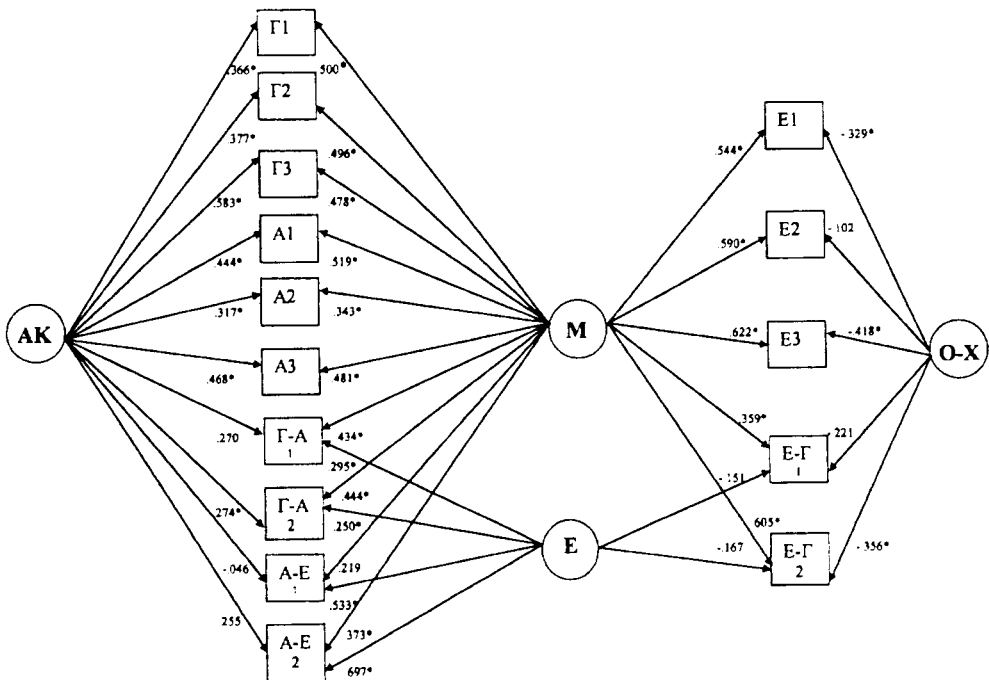 Γ1
.366*
.500*
Γ2
.377*
.496*
Γ3
.583*
.478*
A1
.444*
.519*
A2
.317*
.343*
A3
.468*
.481*
Γ-A
1
.270
.434*
.295*
Γ-A
2
.274*
.444*
.250*
A-E
1
-.046
.219
.533*
A-E
2
.255
.373*
.697*
AK
M
E
E1
.544*
-.329*
E2
.590*
-.102
E3
.622*
-.418*
E-Γ
1
.359*
.221
-.151
E-Γ
2
.605*
-.167
-.356*
O-X